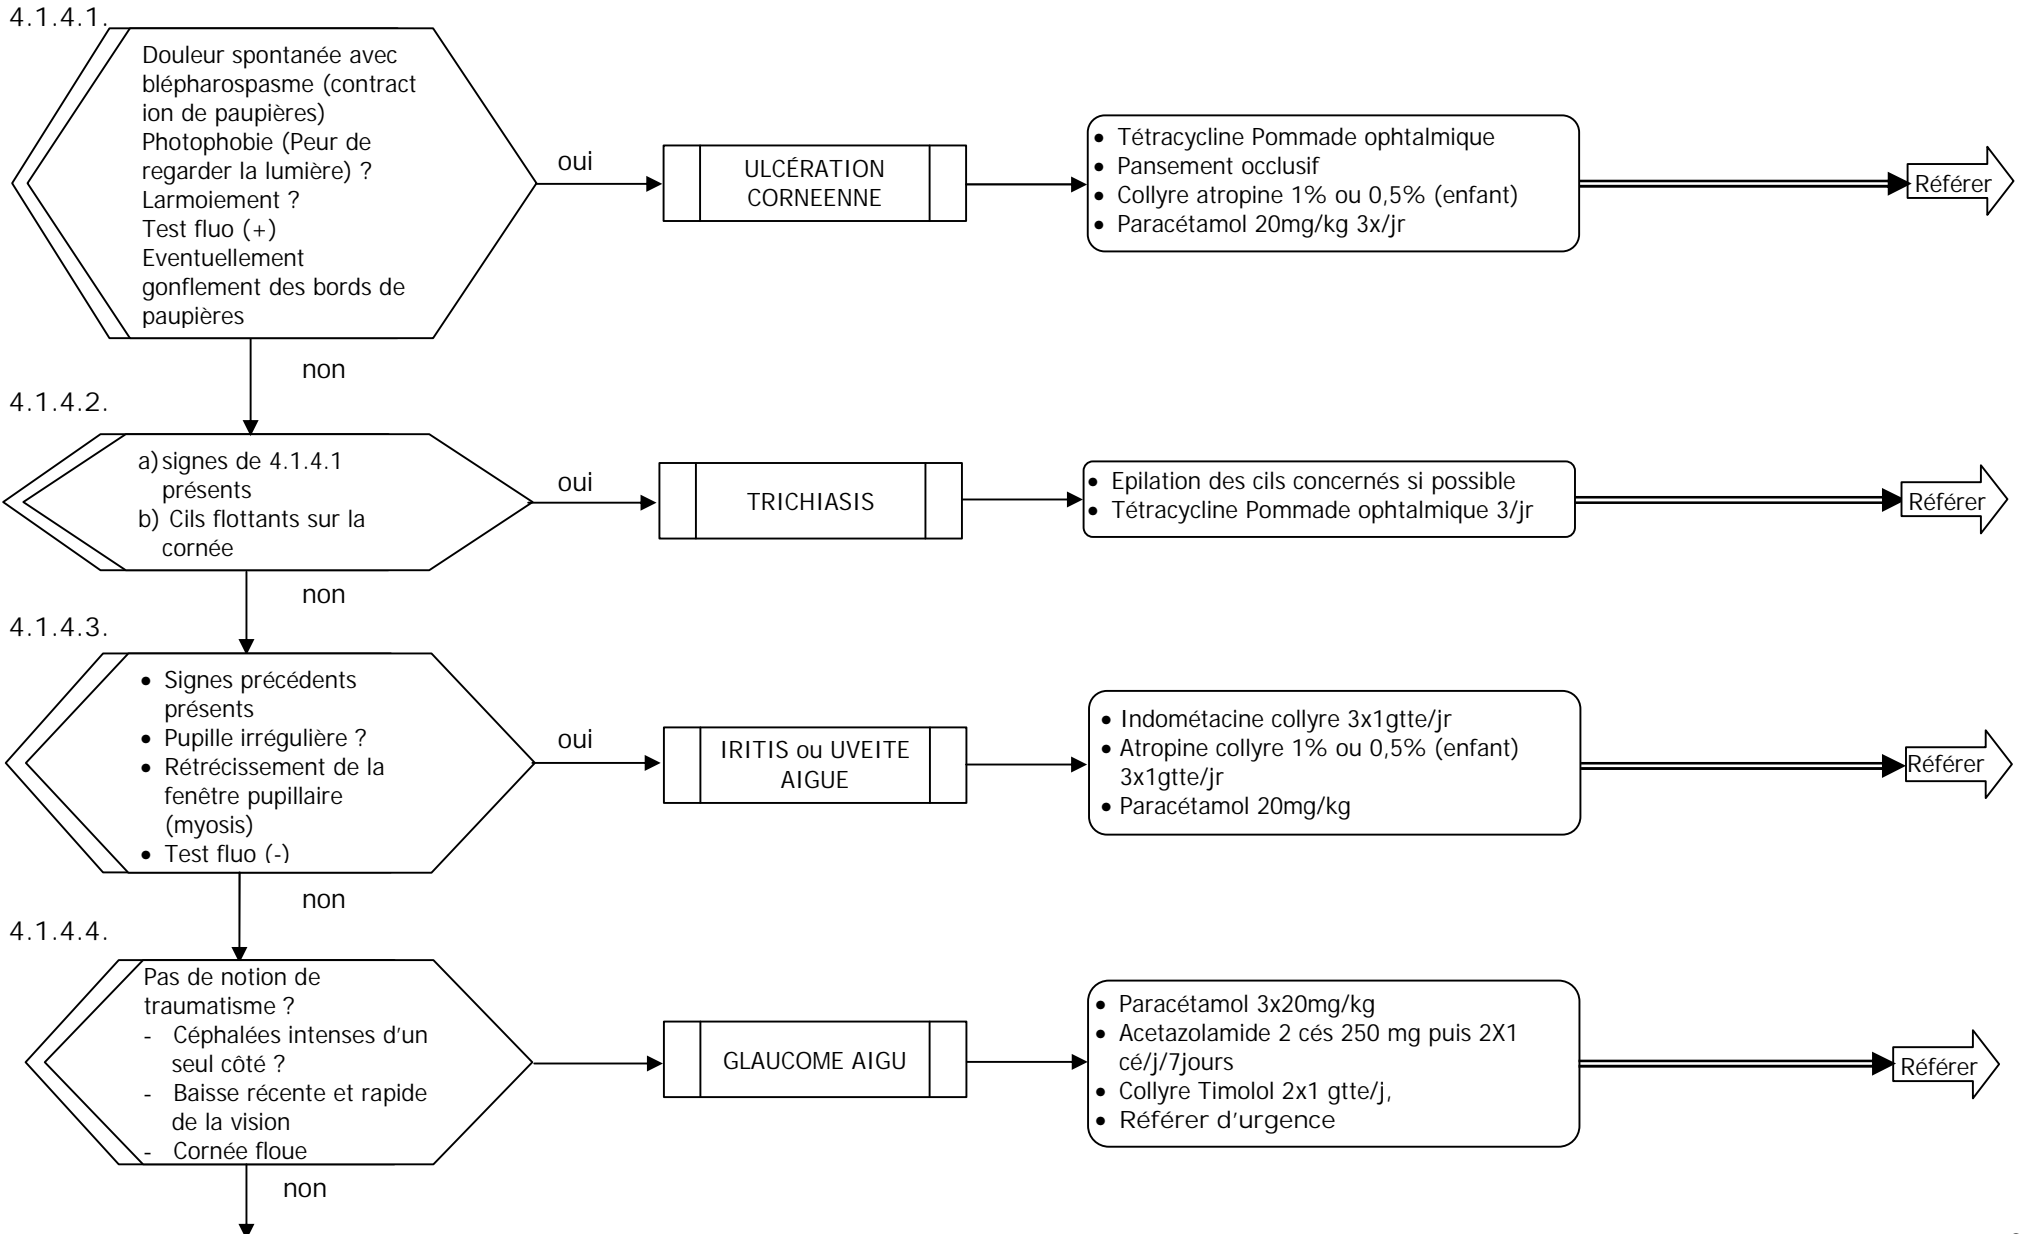 4.1.4.1.
Douleur spontanée avec
blépharospasme (contract
ion de paupières)
Photophobie (Peur de
regarder la lumière) ?
Larmoiement ?
Test fluo (+)
Eventuellement
gonflement des bords de
paupières
oui
ULCÉRATION
CORNEENNE
• Tétracycline Pommade ophtalmique
• Pansement occlusif
• Collyre atropine 1% ou 0,5% (enfant)
• Paracétamol 20mg/kg 3x/jr
Référer
non
4.1.4.2.
a) signes de 4.1.4.1
présents
b) Cils flottants sur la
cornée
oui
TRICHIASIS
• Epilation des cils concernés si possible
• Tétracycline Pommade ophtalmique 3/jr
Référer
non
4.1.4.3.
• Signes précédents
présents
• Pupille irrégulière ?
• Rétrécissement de la
fenêtre pupillaire
(myosis)
• Test fluo (-)
oui
IRITIS ou UVEITE
AIGUE
• Indométacine collyre 3x1gtte/jr
• Atropine collyre 1% ou 0,5% (enfant)
3x1gtte/jr
• Paracétamol 20mg/kg
Référer
non
4.1.4.4.
Pas de notion de
traumatisme ?
- Céphalées intenses d'un
seul côté ?
- Baisse récente et rapide
de la vision
- Cornée floue
GLAUCOME AIGU
• Paracétamol 3x20mg/kg
• Acetazolamide 2 cés 250 mg puis 2X1
cé/j/7jours
• Collyre Timolol 2x1 gtte/j,
• Référer d'urgence
Référer
non